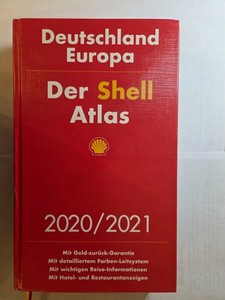 Deutschland
Europa
Der Shell
Atlas
2020/2021
Mit Geld-zurück-Garantie
Mit detailliertem Farben-Leitsystem
Mit wichtigen Reise-Informationen
Mit Hotel- und Restaurantanzeigen